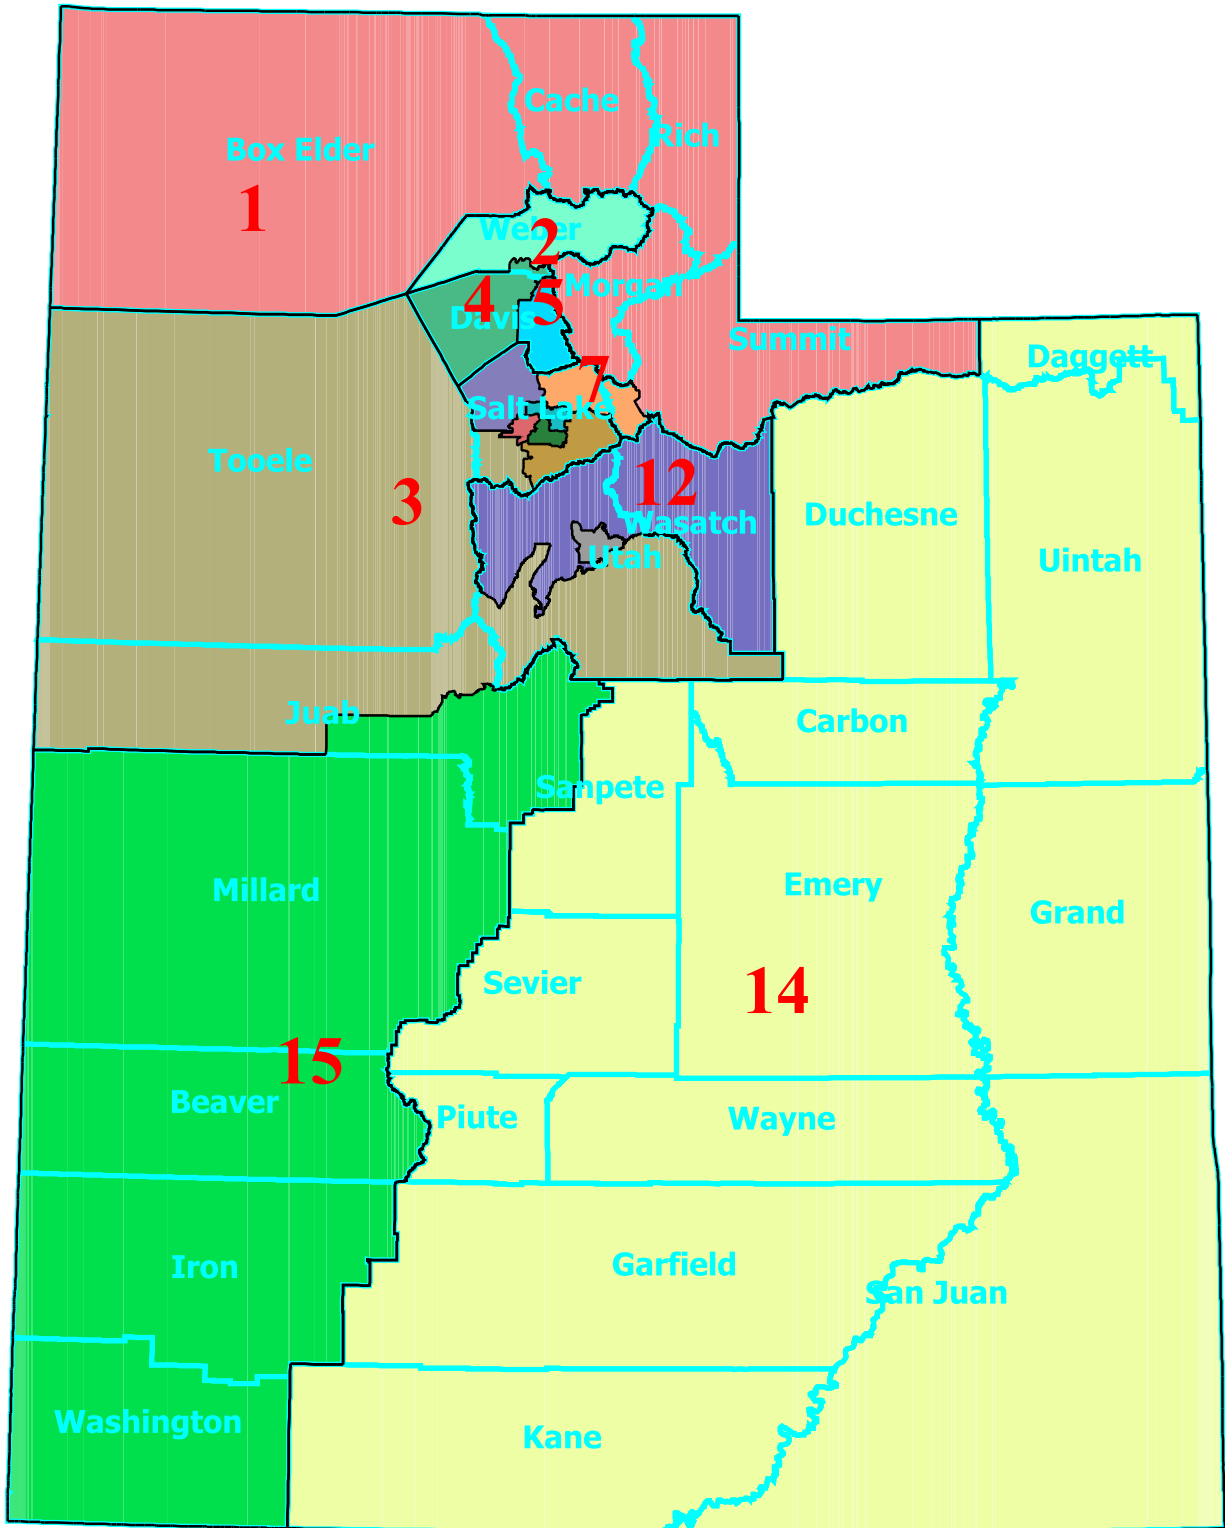 Cache
Rich
Box Elder
1
Weber
2
Morgan
4
5
Davis
Summit
Daggett
7
Salt Lake
Tooele
3
12
Wasatch
Duchesne
Utah
Uintah
Juab
Carbon
Sanpete
Millard
Emery
Grand
Sevier
14
15
Beaver
Piute
Wayne
Iron
Garfield
San Juan
Washington
Kane